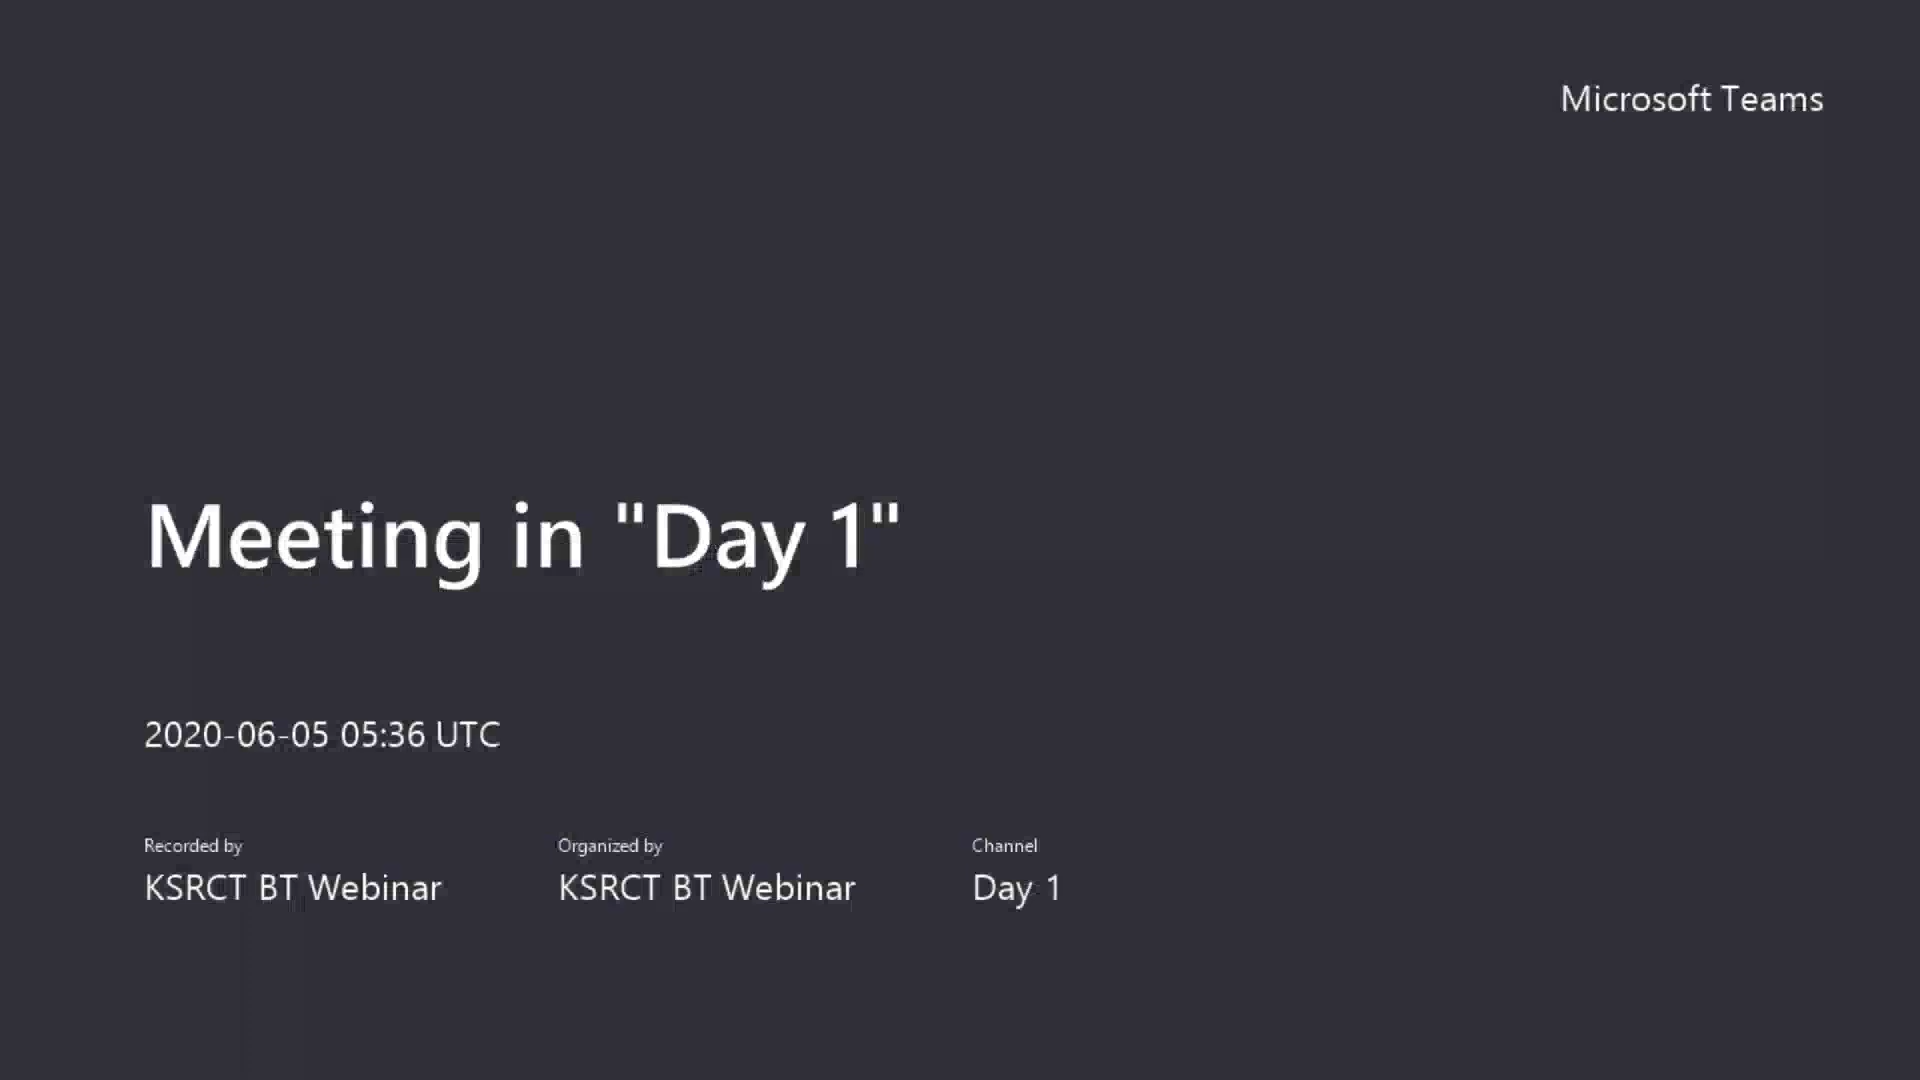 Microsoft Teams
Meeting in "Day 1"
2020-06-05 05:36 UTC
Recorded by
KSRCT BT Webinar
Organized by
KSRCT BT Webinar
Channel
Day 1